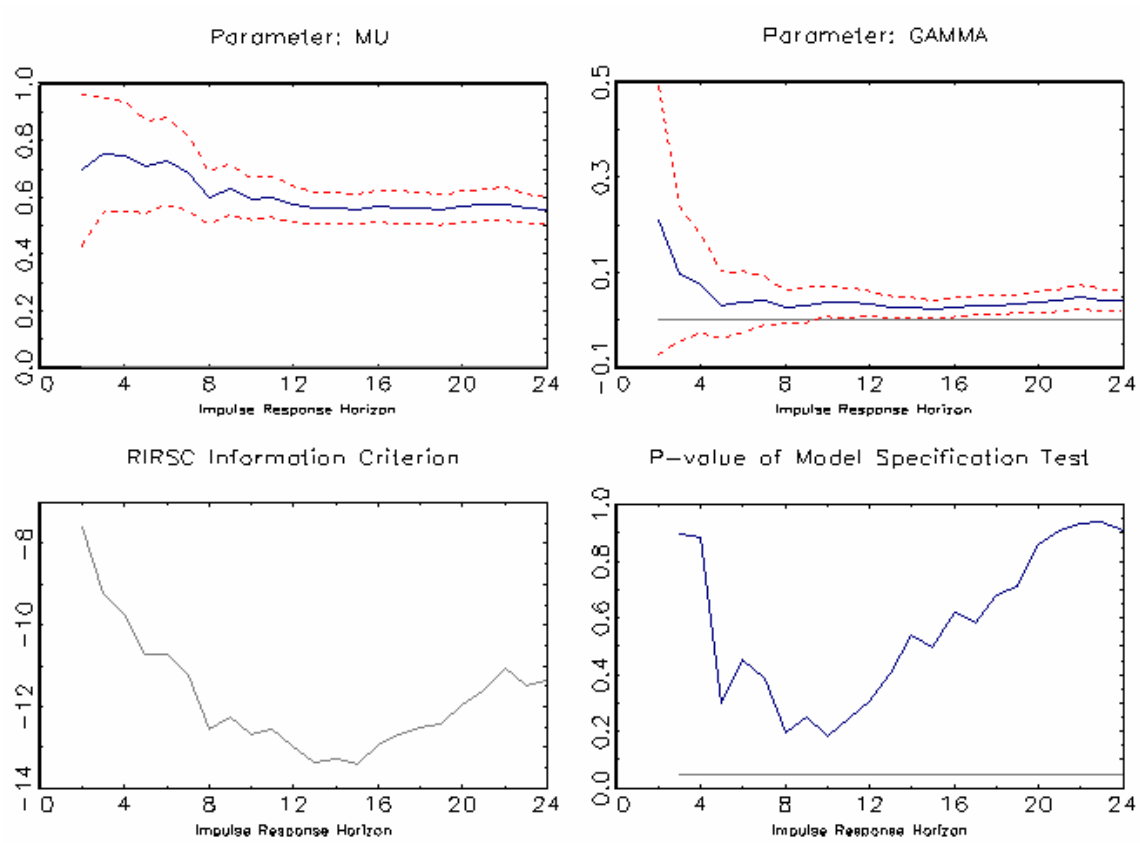 Parameter: MU
1.0
0.8
0.6
0.4
0.2
0.0
0 4 8 12 16 20 24
Impulse Response Horizon
Parameter: GAMMA
0.5
0.3
0.1
-0.1
0 4 8 12 16 20 24
Impulse Response Horizon
RIRSC Information Criterion
-8
-10
-12
-14
0 4 8 12 16 20 24
Impulse Response Horizon
P-value of Model Specification Test
1.0
0.8
0.6
0.4
0.2
0.0
0 4 8 12 16 20 24
Impulse Response Horizon